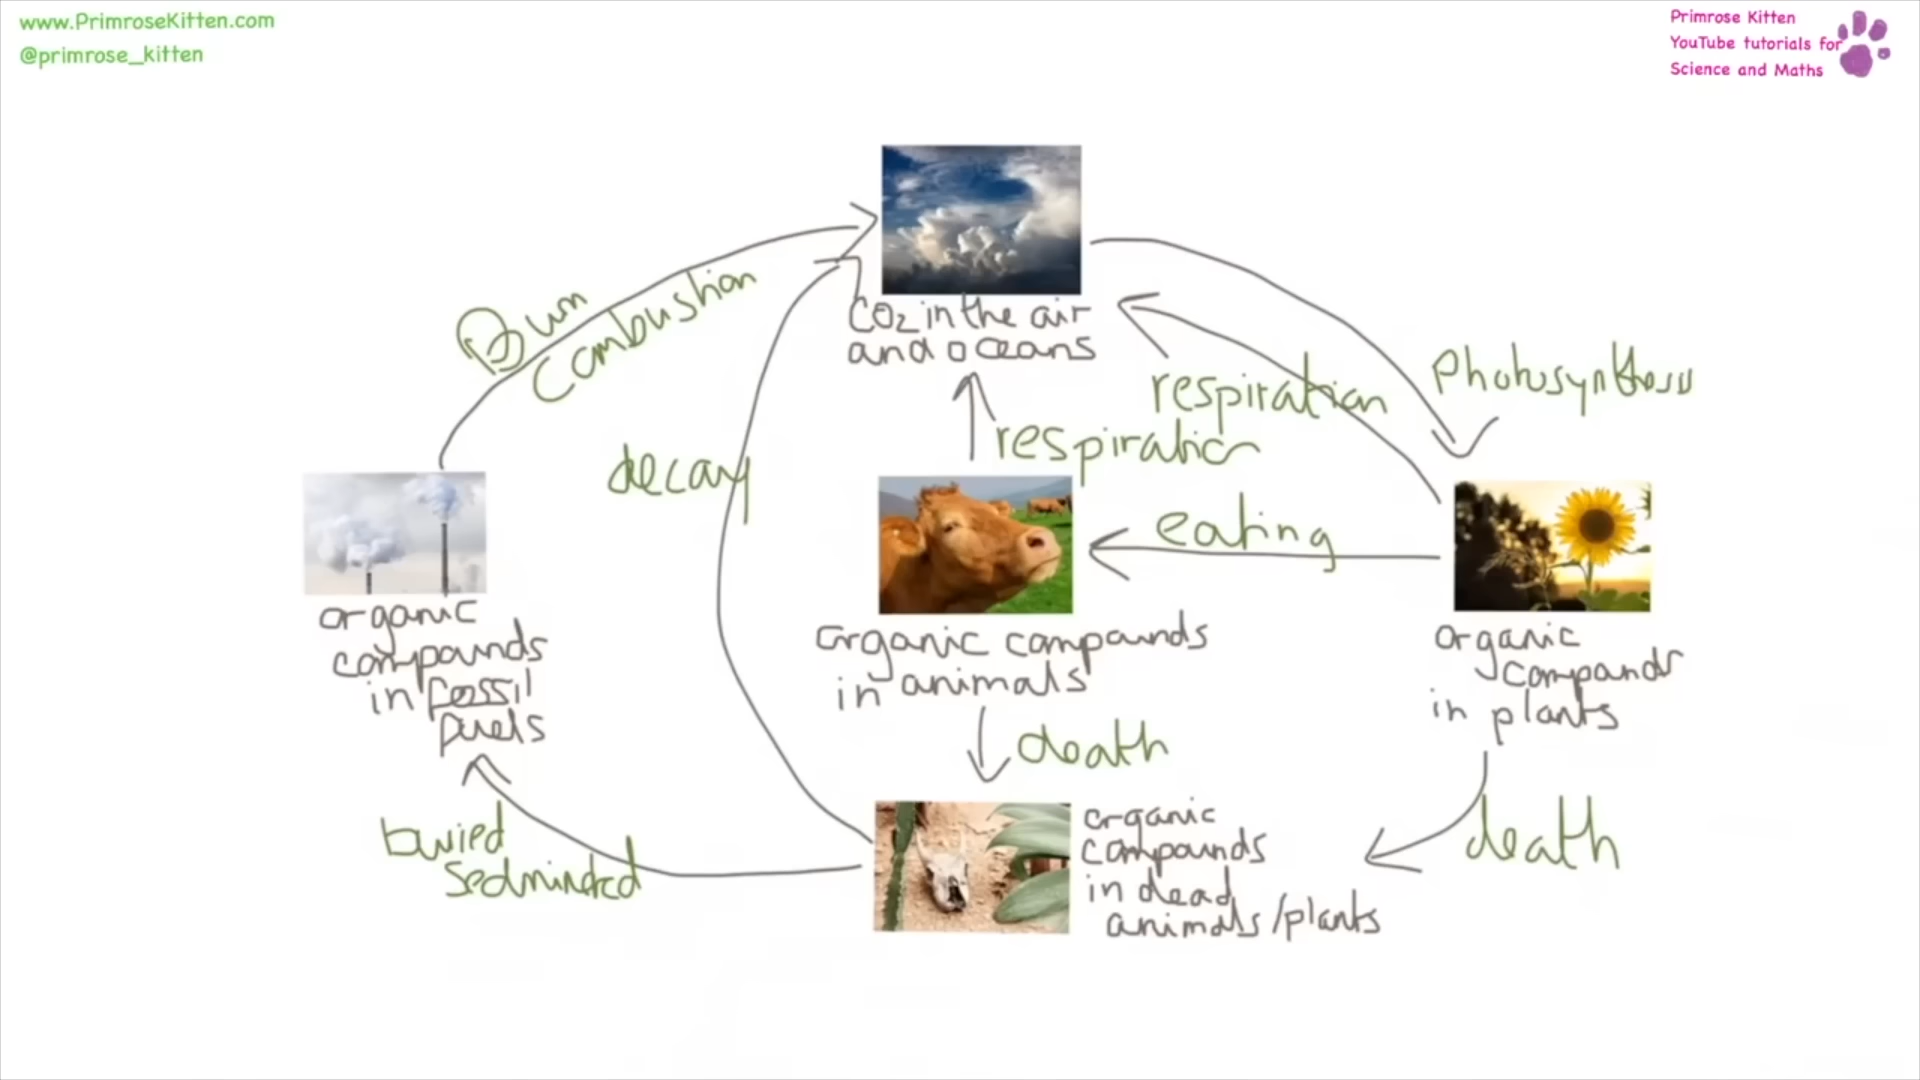 www.PrimroseKitten.com
@primrose_kitten
Primrose Kitten
YouTube tutorials for
Science and Maths
CO₂ in the air
and oceans
Burn
Combustion
decay
respiration
respiration
Photosynthesis
eating
organic
compounds
in fossil
fuels
organic compounds
in animals
organic
compounds
in plants
death
death
buried
organic
compounds
in dead
animals/plants